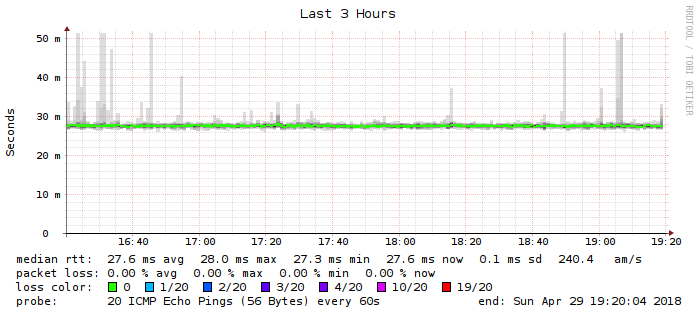 Last 3 Hours
RRDTOOL / TOBI OETIKER
Seconds
50 m
40 m
30 m
20 m
10 m
0
16:40 17:00 17:20 17:40 18:00 18:20 18:40 19:00 19:20
median rtt: 27.6 ms avg 28.0 ms max 27.3 ms min 27.6 ms now 0.1 ms sd 240.4 am/s
packet loss: 0.00 % avg 0.00 % max 0.00 % min 0.00 % now
loss color: 0 1/20 2/20 3/20 4/20 10/20 19/20
probe: 20 ICMP Echo Pings (56 Bytes) every 60s end: Sun Apr 29 19:20:04 2018